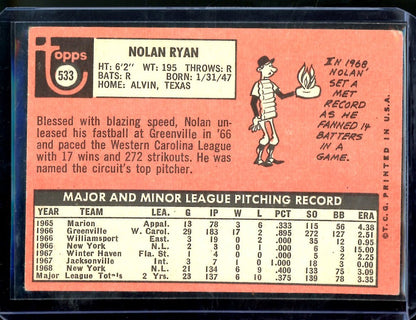 Topps
533
NOLAN RYAN
HT: 6'2" WT: 195 THROWS: R
BATS: R BORN: 1/31/47
HOME: ALVIN, TEXAS
Blessed with blazing speed, Nolan un-
leased his fastball at Greenville in '66
and paced the Western Carolina League
with 17 wins and 272 strikeouts. He was
named the circuit's top pitcher.
IN 1968,
NOLAN
SET A
MET
RECORD
AS HE
FANNED 14
BATTERS
IN A
GAME.
© T.C.G. PRINTED IN U.S.A.
MAJOR AND MINOR LEAGUE PITCHING RECORD
YEAR TEAM LEA. G IP W L PCT SO BB ERA
1965 Marion Appal. 13 78 3 6 .333 115 56 4.38
1966 Greenville W. Carol. 29 183 17 2 .895 272 127 2.51
1966 Williamsport East. 3 19 0 2 .000 35 12 0.95
1966 New York N.L. 2 3 0 1 .000 6 3 15.00
1967 Winter Haven Fla. St. 1 4 0 0 .000 5 2 2.25
1967 Jacksonville Int. 3 7 1 0 1.000 18 3 0.00
1968 New York N.L. 21 134 6 9 .400 133 75 3.09
Major League Totals 2 Yrs. 23 137 6 10 .375 139 78 3.35